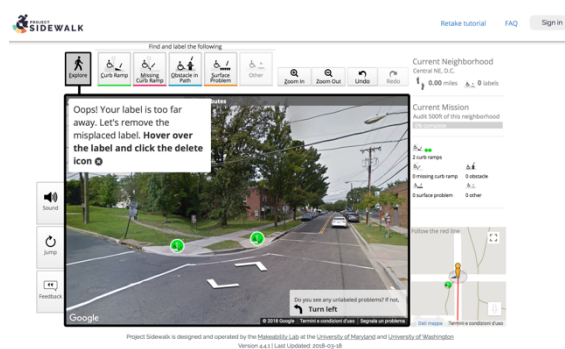 PROJECT
SIDEWALK
Retake tutorial
FAQ
Sign in
Find and label the following
Explore
Curb Ramp
Missing
Curb Ramp
Obstacle in
Path
Surface
Problem
Other
Zoom In
Zoom Out
Undo
Redo
Current Neighborhood
Central NE, D.C.
0.00 miles
0 labels
Current Mission
Audit 500ft of this neighborhood
2 curb ramps
0 missing curb ramp
0 obstacle
0 surface problem
0 other
Oops! Your label is too far
away. Let's remove the
misplaced label. Hover over
the label and click the delete
icon
Sound
Jump
Feedback
Follow the red line
Do you see any unlabeled problems? If not,
Turn left
Google
© 2018 Google
Termini e condizioni d'uso
Segnala un problema
Dati mappa
Termini e condizioni d'uso
Project Sidewalk is designed and operated by the Makeability Lab at the University of Maryland and University of Washington
Version 4.4.1 | Last Updated: 2018-03-18